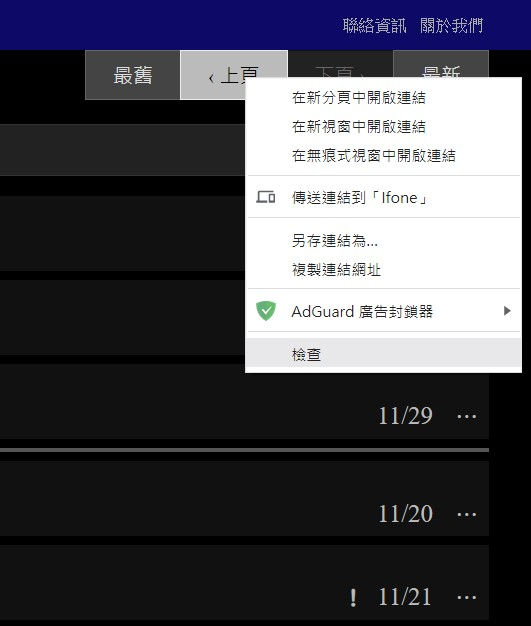 聯絡資訊 關於我們
最舊 ‹ 上頁 下頁 › 最新
在新分頁中開啟連結
在新視窗中開啟連結
在無痕式視窗中開啟連結
傳送連結到「Ifone」
另存連結為...
複製連結網址
AdGuard 廣告封鎖器
檢查
11/29 ...
11/20 ...
! 11/21 ...